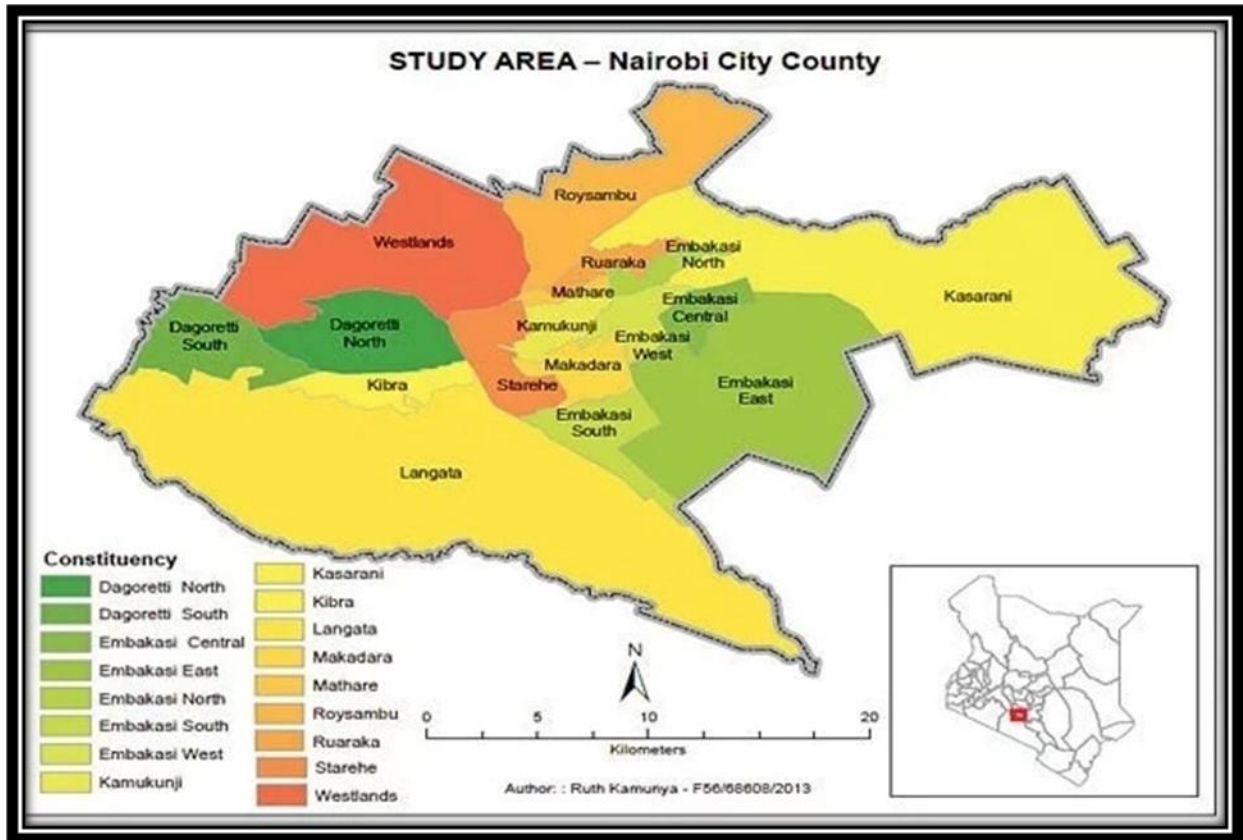 STUDY AREA – Nairobi City County
Roysambu
Westlands
Embakasi
North
Ruaraka
Kasarani
Mathare
Embakasi
Central
Dagoretti
South
Dagoretti
North
Kamukunji
Embakasi
West
Makadara
Kibra
Starehe
Embakasi
East
Embakasi
South
Langata
Constituency
Dagoretti North
Dagoretti South
Embakasi Central
Embakasi East
Embakasi North
Embakasi South
Embakasi West
Kamukunji
Kasarani
Kibra
Langata
Makadara
Mathare
Roysambu
Ruaraka
Starehe
Westlands
N
0 5 10 20
Kilometers
Author: : Ruth Kamunya - F56/68608/2013